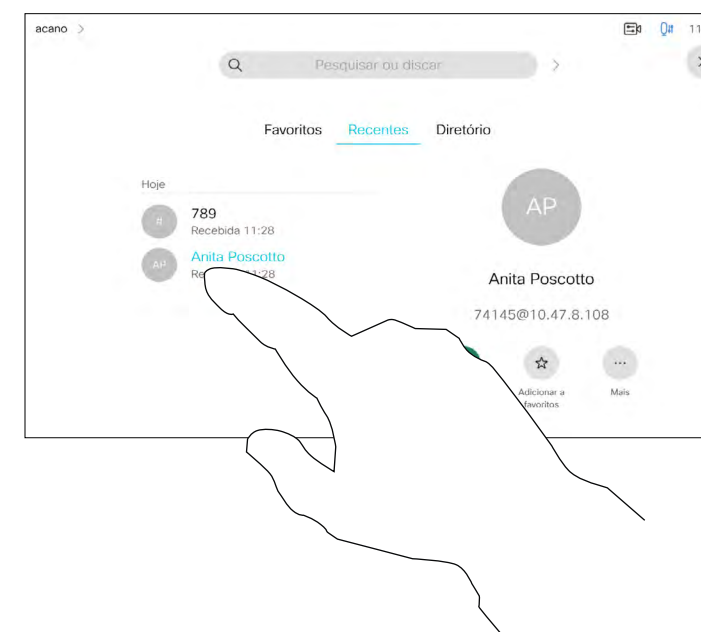 acano >
11
Pesquisar ou discar
Favoritos Recentes Diretório
Hoje
#
789
Recebida 11:28
AP
Anita Poscotto
AP
Anita Poscotto
74145@10.47.8.108
Adicionar a
favoritos
Mais